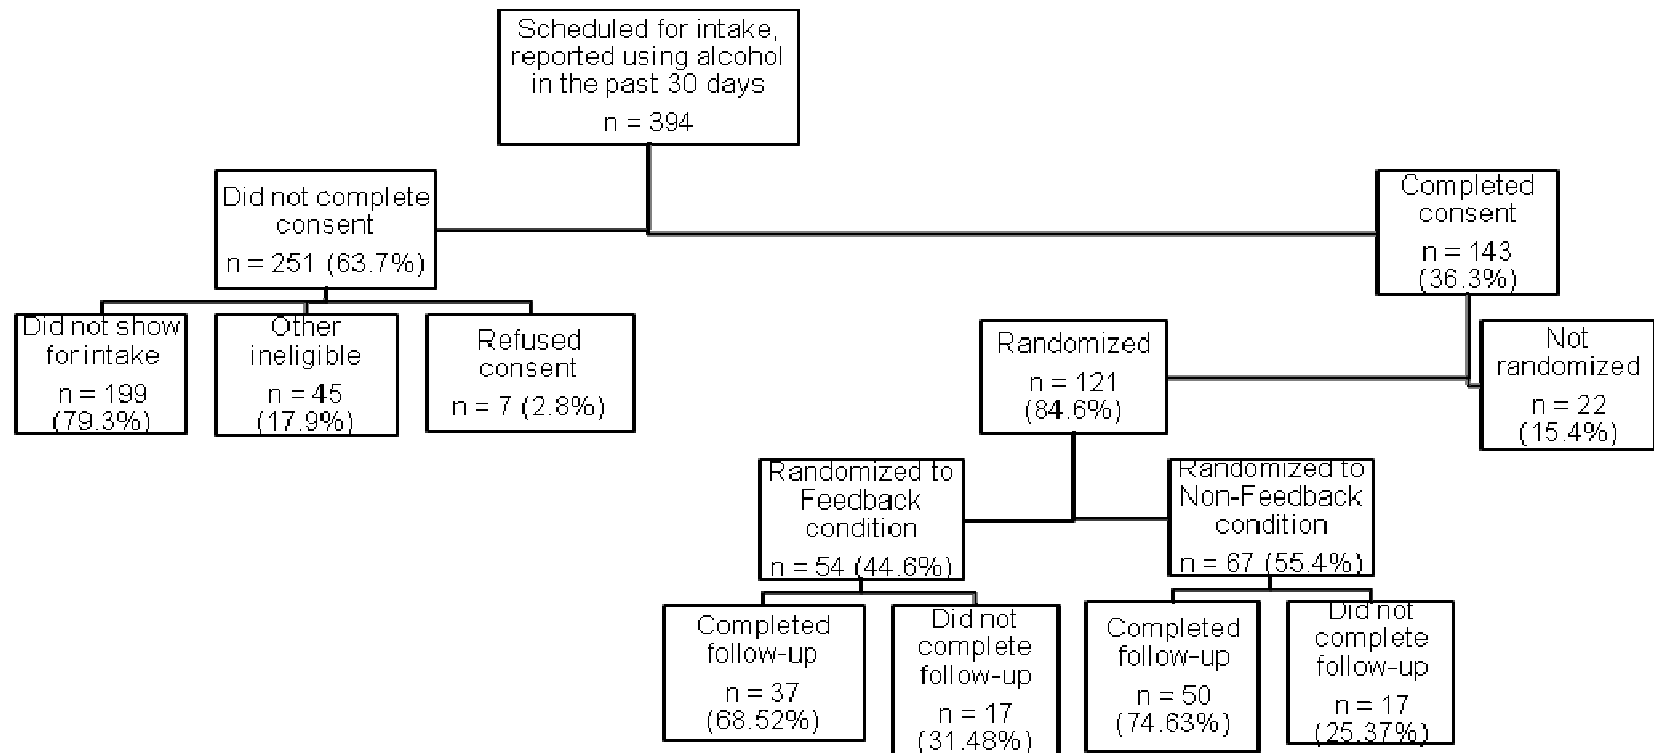 Scheduled for intake,
reported using alcohol
in the past 30 days
n = 394
Did not complete
consent
n = 251 (63.7%)
Completed
consent
n = 143
(36.3%)
Did not show
for intake
n = 199
(79.3%)
Other
ineligible
n = 45
(17.9%)
Refused
consent
n = 7 (2.8%)
Randomized
n = 121
(84.6%)
Not
randomized
n = 22
(15.4%)
Randomized to
Feedback
condition
n = 54 (44.6%)
Randomized to
Non-Feedback
condition
n = 67 (55.4%)
Completed
follow-up
n = 37
(68.52%)
Did not
complete
follow-up
n = 17
(31.48%)
Completed
follow-up
n = 50
(74.63%)
Did not
complete
follow-up
n = 17
(25.37%)